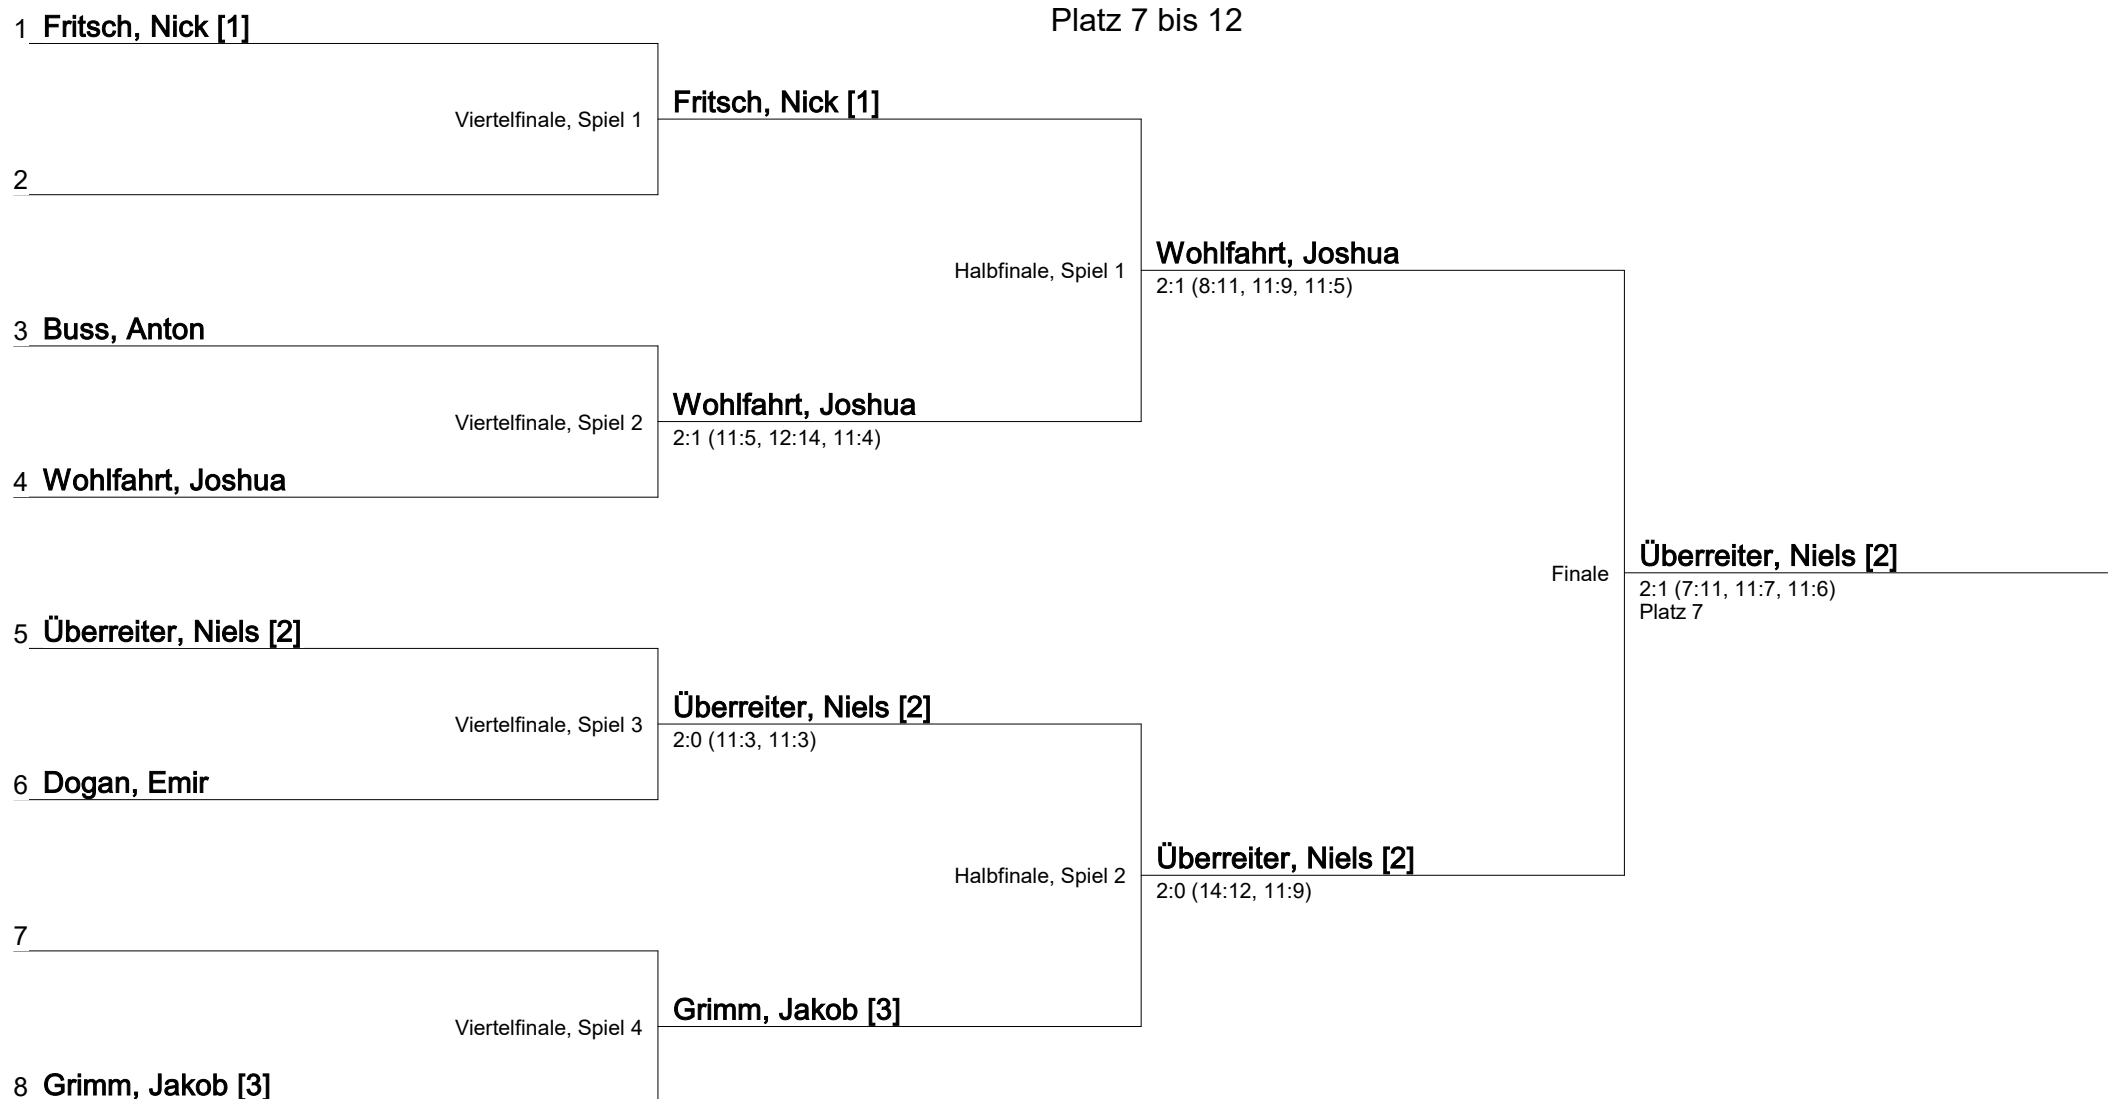 Platz 7 bis 12
1 Fritsch, Nick [1]
Viertelfinale, Spiel 1
Fritsch, Nick [1]
2
Halbfinale, Spiel 1
Wohlfahrt, Joshua
2:1 (8:11, 11:9, 11:5)
3 Buss, Anton
Viertelfinale, Spiel 2
Wohlfahrt, Joshua
2:1 (11:5, 12:14, 11:4)
4 Wohlfahrt, Joshua
Finale
Überreiter, Niels [2]
2:1 (7:11, 11:7, 11:6)
Platz 7
5 Überreiter, Niels [2]
Viertelfinale, Spiel 3
Überreiter, Niels [2]
2:0 (11:3, 11:3)
6 Dogan, Emir
Halbfinale, Spiel 2
Überreiter, Niels [2]
2:0 (14:12, 11:9)
7
Viertelfinale, Spiel 4
Grimm, Jakob [3]
8 Grimm, Jakob [3]